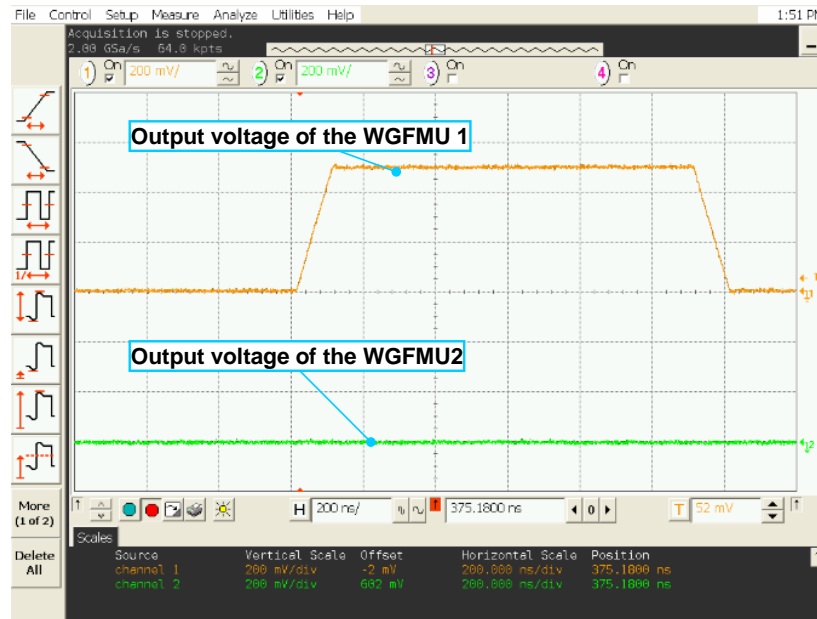 File Control Setup Measure Analyze Utilities Help 1:51 PM
Acquisition is stopped.
2.00 GSa/s 64.0 kpts
1 On 200 mV/ 2 On 200 mV/ 3 On 4 On
Output voltage of the WGFMU 1
Output voltage of the WGFMU2
More
(1 of 2)
Delete
All
H 200 ns/ 375.1800 ns 0 T 52 mV
Scales
Source Vertical Scale Offset Horizontal Scale Position
channel 1 200 mV/div -2 mV 200.000 ns/div 375.1800 ns
channel 2 200 mV/div 602 mV 200.000 ns/div 375.1800 ns